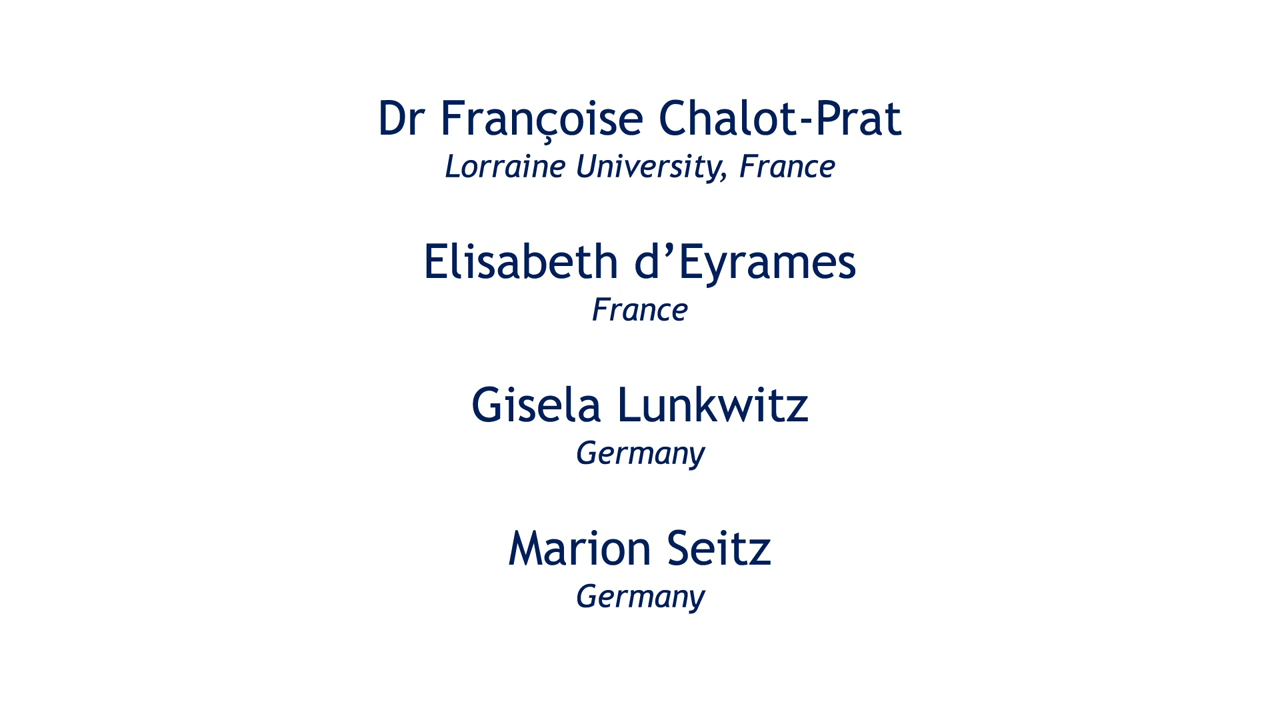 Dr Françoise Chalot-Prat
Lorraine University, France
Elisabeth d’Eyrames
France
Gisela Lunkwitz
Germany
Marion Seitz
Germany